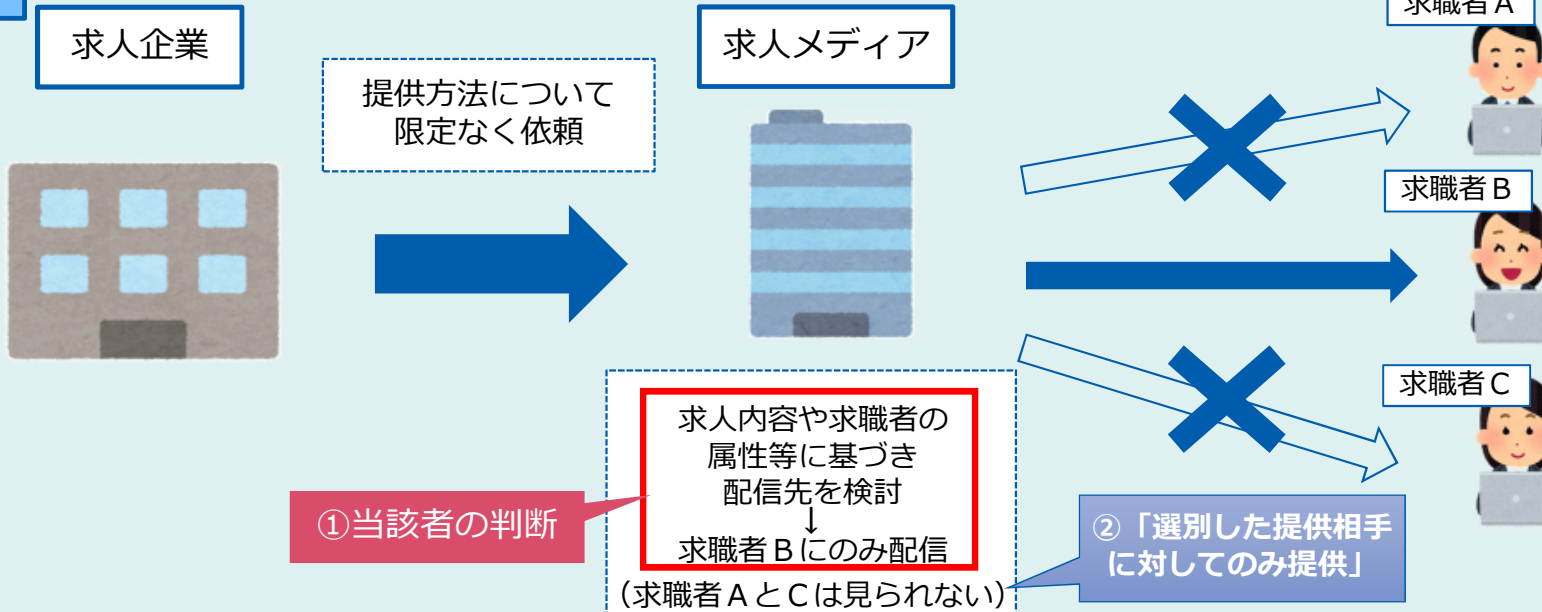 求人企業
提供方法について
限定なく依頼
求人メディア
求職者A
求職者B
求職者C
求人内容や求職者の
属性等に基づき
配信先を検討
↓
求職者Bにのみ配信
(求職者AとCは見られない)
①当該者の判断
②「選別した提供相手
に対してのみ提供」